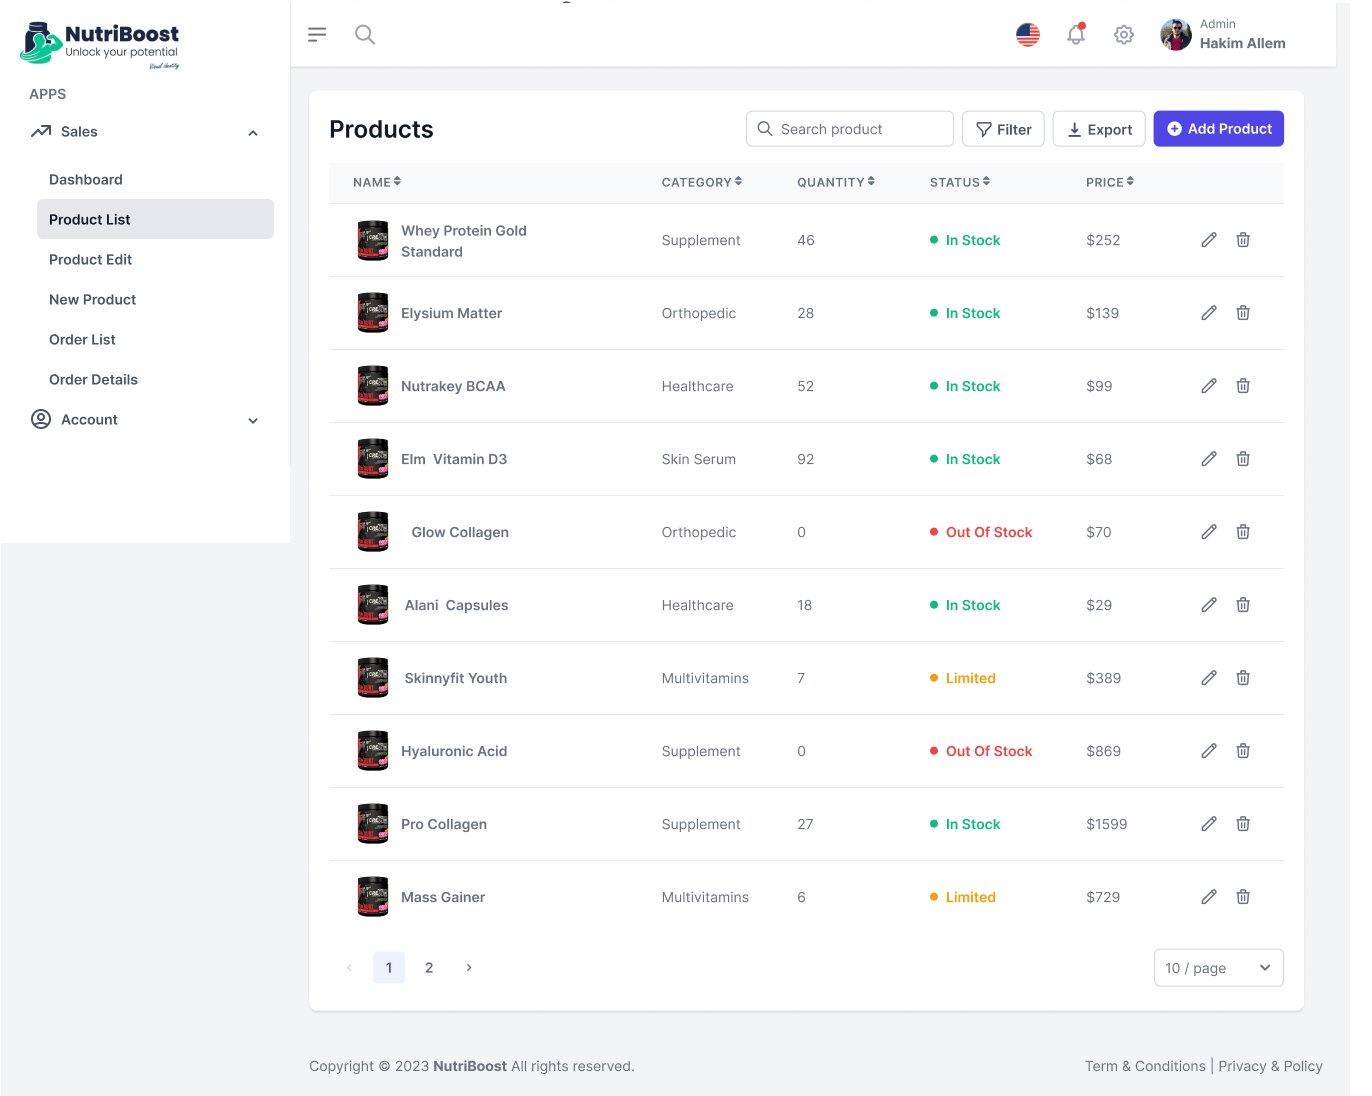 NutriBoost
Unlock your potential
Admin
Hakim Allem
APPS
Sales
Dashboard
Product List
Product Edit
New Product
Order List
Order Details
Account
Products
Search product
Filter
Export
Add Product
NAME CATEGORY QUANTITY STATUS PRICE
Whey Protein Gold
Standard
Supplement 46 In Stock $252
Elysium Matter Orthopedic 28 In Stock $139
Nutrakey BCAA Healthcare 52 In Stock $99
Elm  Vitamin D3 Skin Serum 92 In Stock $68
Glow Collagen Orthopedic 0 Out Of Stock $70
Alani  Capsules Healthcare 18 In Stock $29
Skinnyfit Youth Multivitamins 7 Limited $389
Hyaluronic Acid Supplement 0 Out Of Stock $869
Pro Collagen Supplement 27 In Stock $1599
Mass Gainer Multivitamins 6 Limited $729
1 2
10 / page
Copyright © 2023 NutriBoost All rights reserved.
Term & Conditions | Privacy & Policy